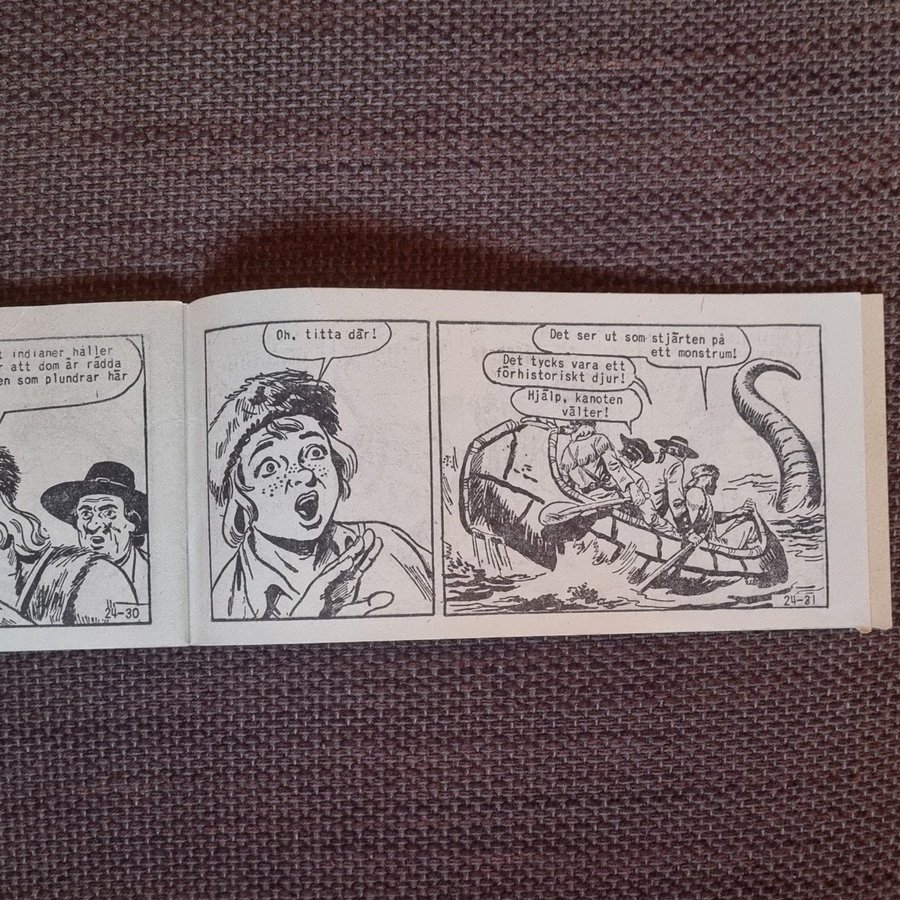 indianer håller
r att dom är rädda
en som plundrar här
24-30
Oh, titta där!
Det ser ut som stjärten på
ett monstrum!
Det tycks vara ett
förhistoriskt djur!
Hjälp, kanoten
välter!
24-31